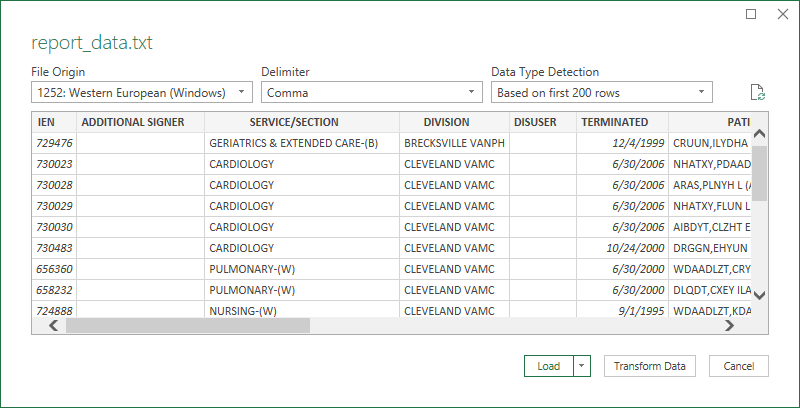 report_data.txt
File Origin Delimiter Data Type Detection
1252: Western European (Windows) Comma Based on first 200 rows
IEN ADDITIONAL SIGNER SERVICE/SECTION DIVISION DISUSER TERMINATED PATI
729476 GERIATRICS & EXTENDED CARE-(B) BRECKSVILLE VANPH 12/4/1999 CRUUN,ILYDHA
730023 CARDIOLOGY CLEVELAND VAMC 6/30/2006 NHATXY,PDAAD
730028 CARDIOLOGY CLEVELAND VAMC 6/30/2006 ARAS,PLNYH L (A
730029 CARDIOLOGY CLEVELAND VAMC 6/30/2006 NHATXY,FLUN L
730030 CARDIOLOGY CLEVELAND VAMC 6/30/2006 AIBDYT,CLZHT E
730483 CARDIOLOGY CLEVELAND VAMC 10/24/2000 DRGGN,EHYUN
656360 PULMONARY-(W) CLEVELAND VAMC 6/30/2000 WDAADLZT,CRY
658232 PULMONARY-(W) CLEVELAND VAMC 6/30/2000 DLQDT,CXEY ILA
724888 NURSING-(W) CLEVELAND VAMC 9/1/1995 WDAADLZT,KDA
Load Transform Data Cancel